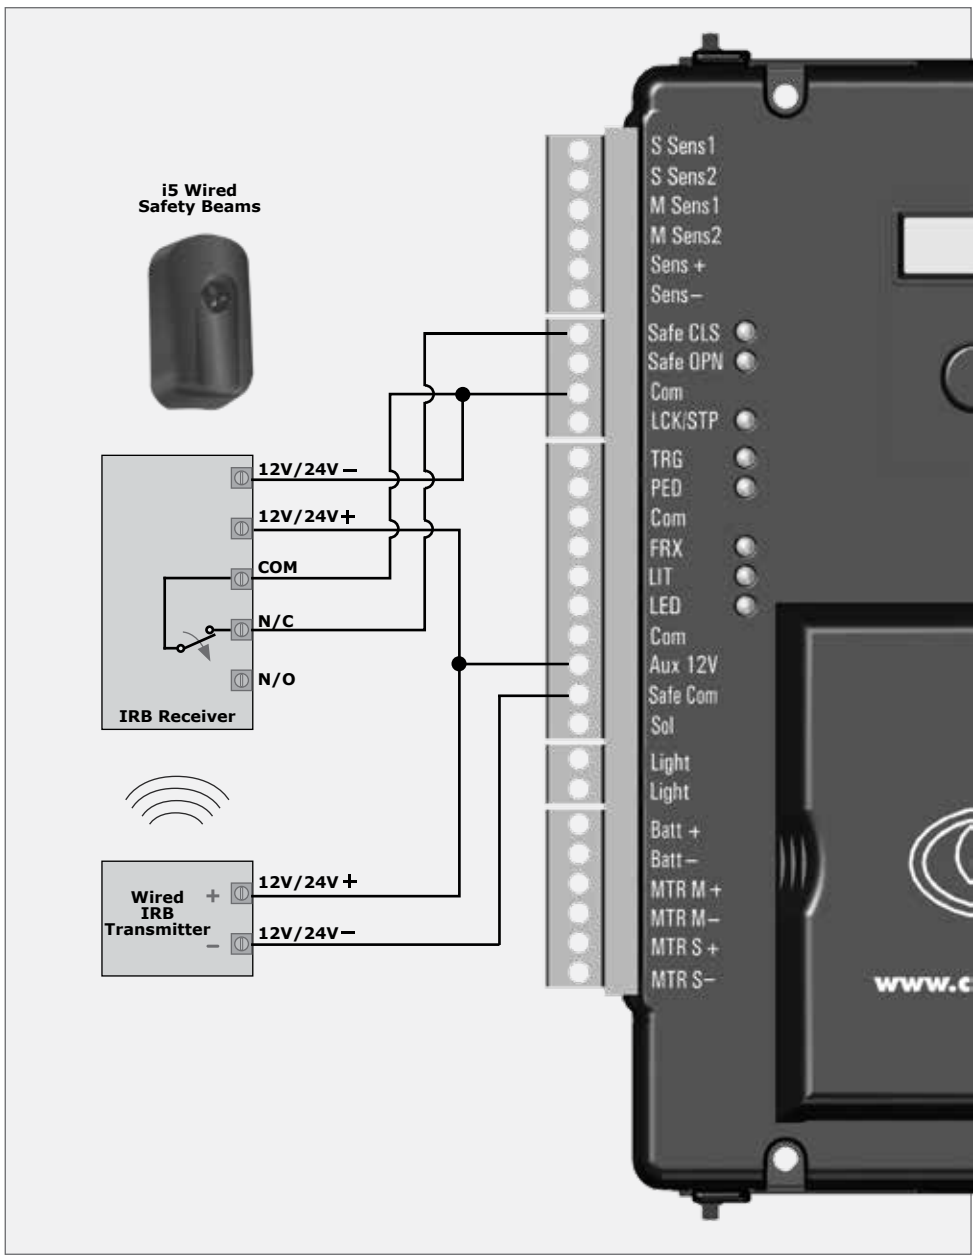 i5 Wired
Safety Beams
12V/24V −
12V/24V +
COM
N/C
N/O
IRB Receiver
Wired
IRB
Transmitter
+
−
12V/24V +
12V/24V −
S Sens1
S Sens2
M Sens1
M Sens2
Sens +
Sens−
Safe CLS
Safe OPN
Com
LCK/STP
TRG
PED
Com
FRX
LIT
LED
Com
Aux 12V
Safe Com
Sol
Light
Light
Batt +
Batt −
MTR M +
MTR M−
MTR S +
MTR S−
www.c